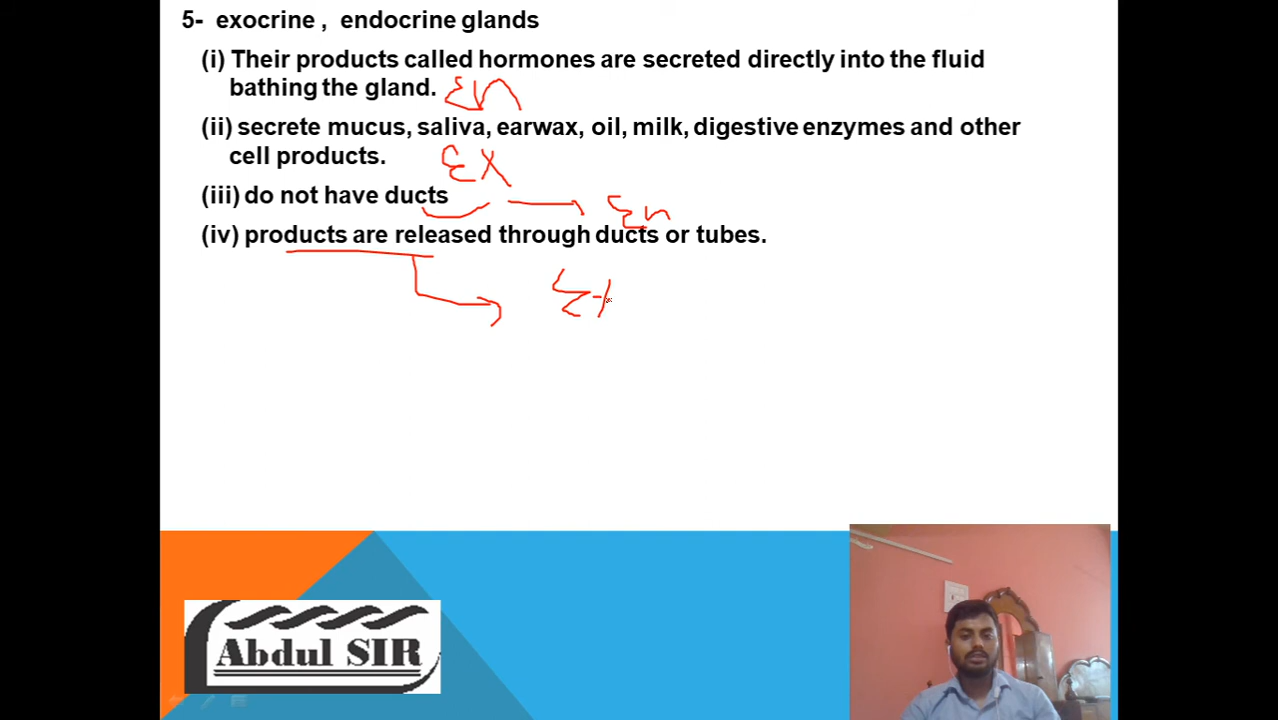 5- exocrine , endocrine glands
(i) Their products called hormones are secreted directly into the fluid
bathing the gland. En
(ii) secrete mucus, saliva, earwax, oil, milk, digestive enzymes and other
cell products. EX
(iii) do not have ducts → En
(iv) products are released through ducts or tubes.
Abdul SIR